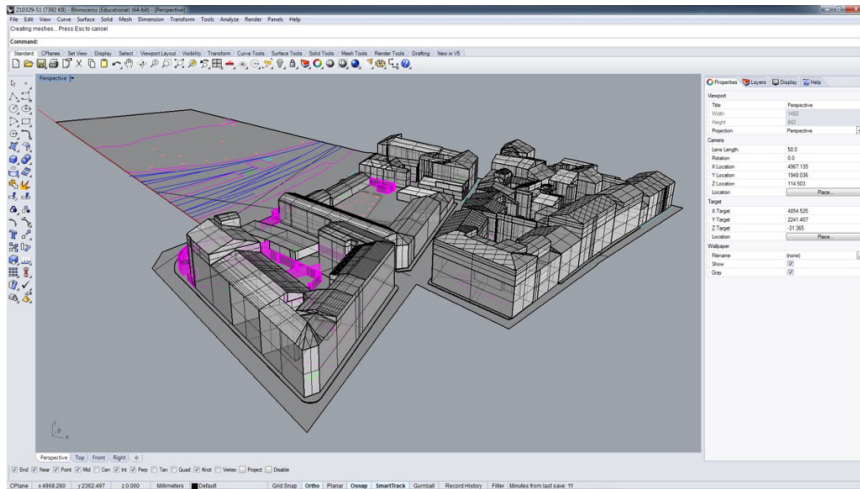 210329-S1 (7392 KB) - Rhinoceros (Educational) (64-bit) - [Perspective]
File Edit View Curve Surface Solid Mesh Dimension Transform Tools Analyze Render Panels Help
Creating meshes... Press Esc to cancel
Command:
Standard CPlanes Set View Display Select Viewport Layout Visibility Transform Curve Tools Surface Tools Solid Tools Mesh Tools Render Tools Drafting New in V5
Perspective
Properties Layers Display Help
Viewport
Title Perspective
Width 1482
Height 842
Projection Perspective
Camera
Lens Length 50.0
Rotation 0.0
X Location 4967.135
Y Location 1948.036
Z Location 114.503
Location Place...
Target
X Target 4854.525
Y Target 2241.407
Z Target -31.365
Location Place...
Wallpaper
Filename (none)
Show
Gray
Perspective Top Front Right
End Near Point Mid Cen Int Perp Tan Quad Knot Vertex Project Disable
CPlane x 4968.280 y 2362.497 z 0.000 Millimeters Default Grid Snap Ortho Planar Osnap SmartTrack Gumball Record History Filter Minutes from last save: 11